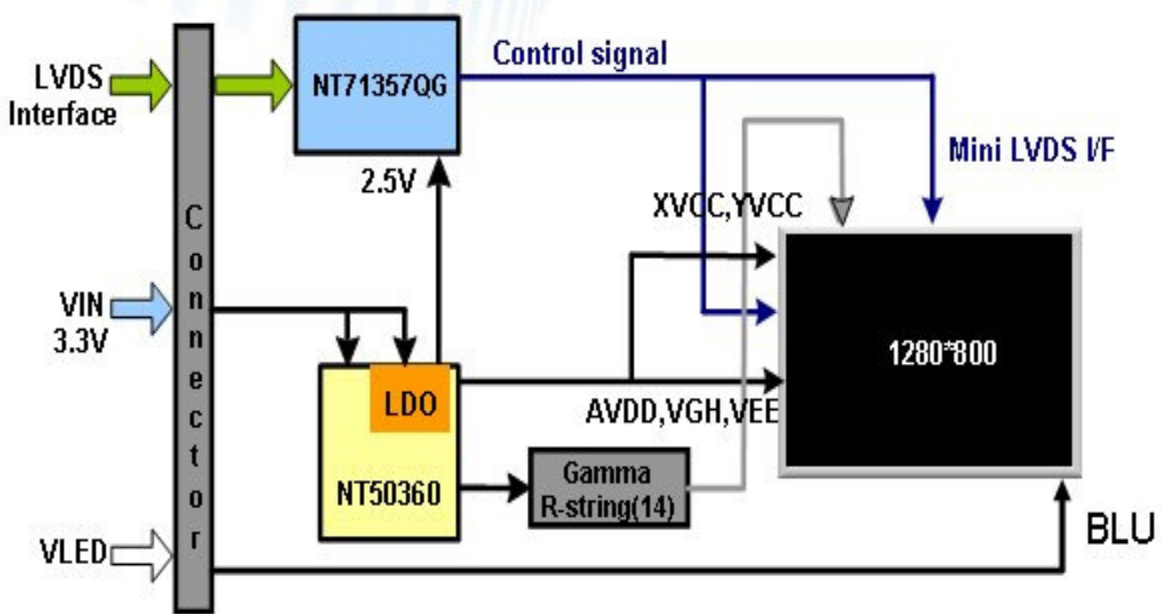 LVDS
Interface
Connector
NT71357QG
Control signal
Mini LVDS I/F
2.5V
XVCC,YVCC
VIN
3.3V
1280*800
LDO
AVDD,VGH,VEE
NT50360
Gamma
R-string(14)
VLED
BLU